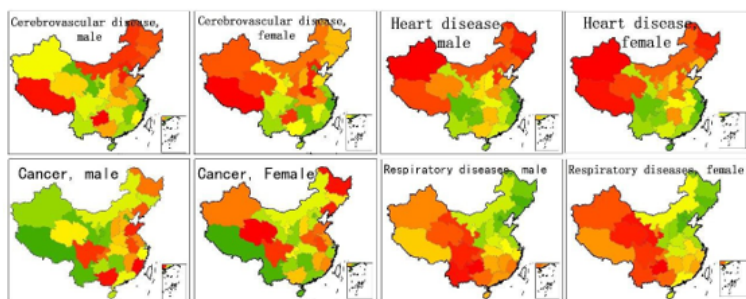 Cerebrovascular disease,
male
Cerebrovascular disease,
female
Heart disease,
male
Heart disease,
female
Cancer, male
Cancer, Female
Respiratory diseases, male
Respiratory diseases, female